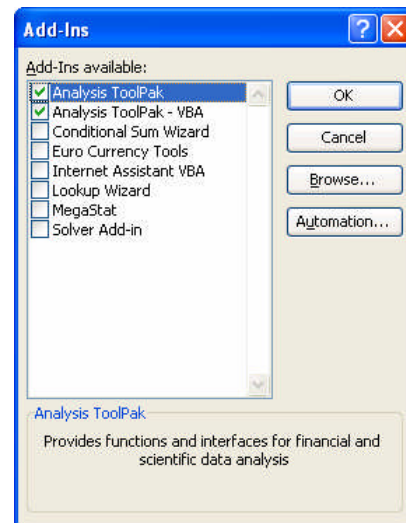 Add-Ins
Add-Ins available:
Analysis ToolPak
Analysis ToolPak - VBA
Conditional Sum Wizard
Euro Currency Tools
Internet Assistant VBA
Lookup Wizard
MegaStat
Solver Add-in
OK
Cancel
Browse...
Automation...
Analysis ToolPak
Provides functions and interfaces for financial and
scientific data analysis